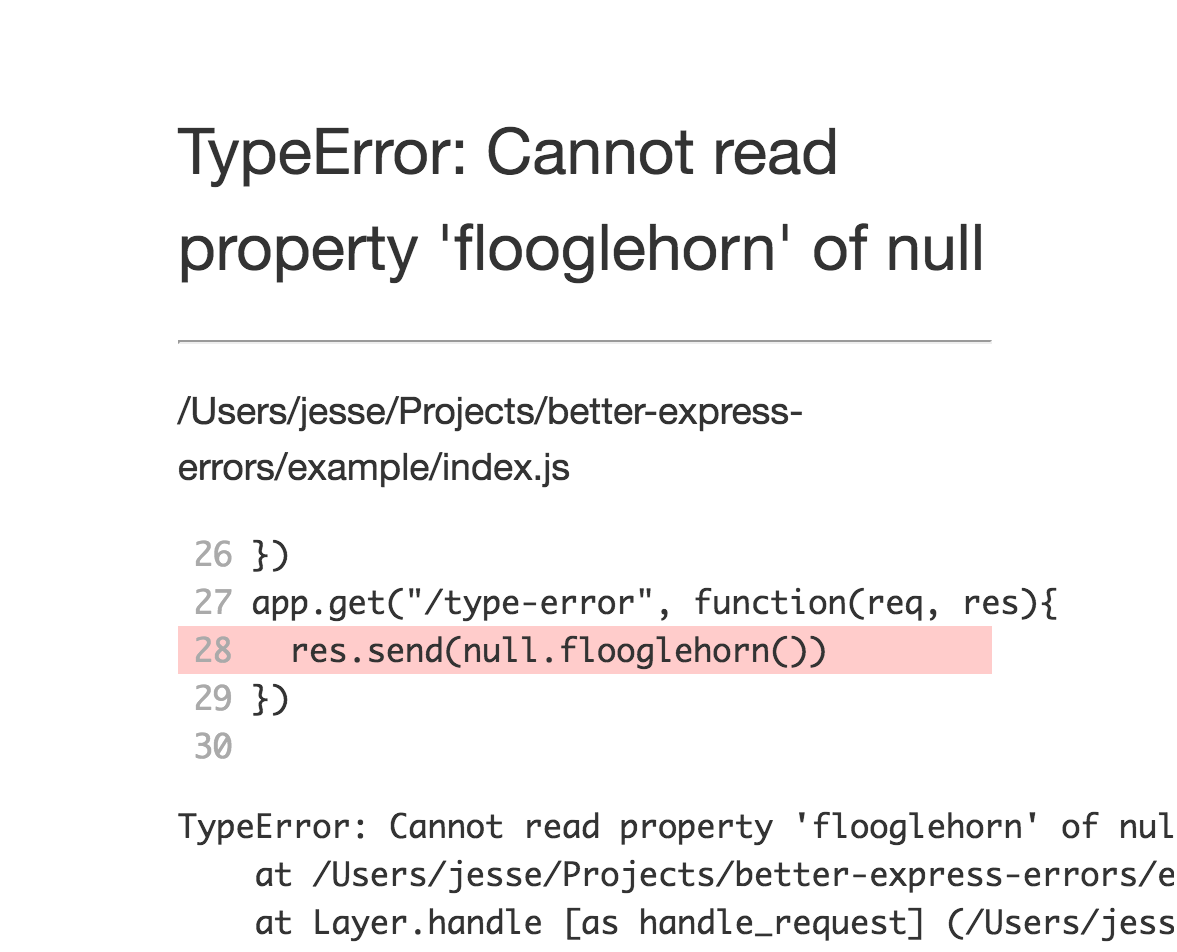 TypeError: Cannot read
property 'flooglehorn' of null
/Users/jesse/Projects/better-express-
errors/example/index.js
26 })
27 app.get("/type-error", function(req, res){
28   res.send(null.flooglehorn())
29 })
30
TypeError: Cannot read property 'flooglehorn' of nul
    at /Users/jesse/Projects/better-express-errors/e
    at Layer.handle [as handle_request] (/Users/jess